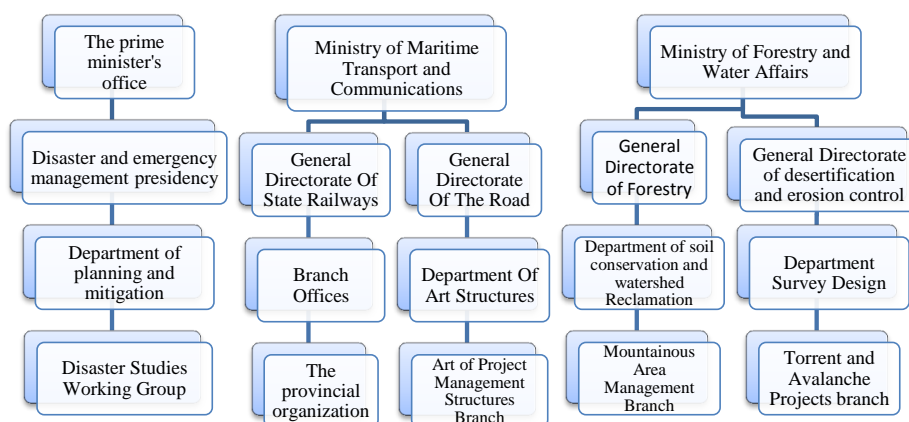 The prime
minister's
office
Disaster and emergency
management presidency
Department of
planning and
mitigation
Disaster Studies
Working Group
Ministry of Maritime
Transport and
Communications
General
Directorate Of
State Railways
Branch
Offices
The
provincial
organization
General
Directorate
Of The Road
Department Of
Art Structures
Art of Project
Management
Structures
Branch
Ministry of Forestry and
Water Affairs
General
Directorate
of Forestry
Department of soil
conservation and
watershed
Reclamation
Mountainous
Area
Management
Branch
General Directorate
of desertification
and erosion control
Department
Survey Design
Torrent and
Avalanche
Projects branch